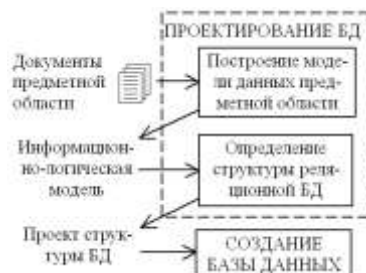 ПРОЕКТИРОВАНИЕ БД
Документы
предметной
области
Построение моде-
ли данных пред-
метной области
Информацион-
но-логическая
модель
Определение
структуры реля-
ционной БД
Проект струк-
туры БД
СОЗДАНИЕ
БАЗЫ ДАННЫХ